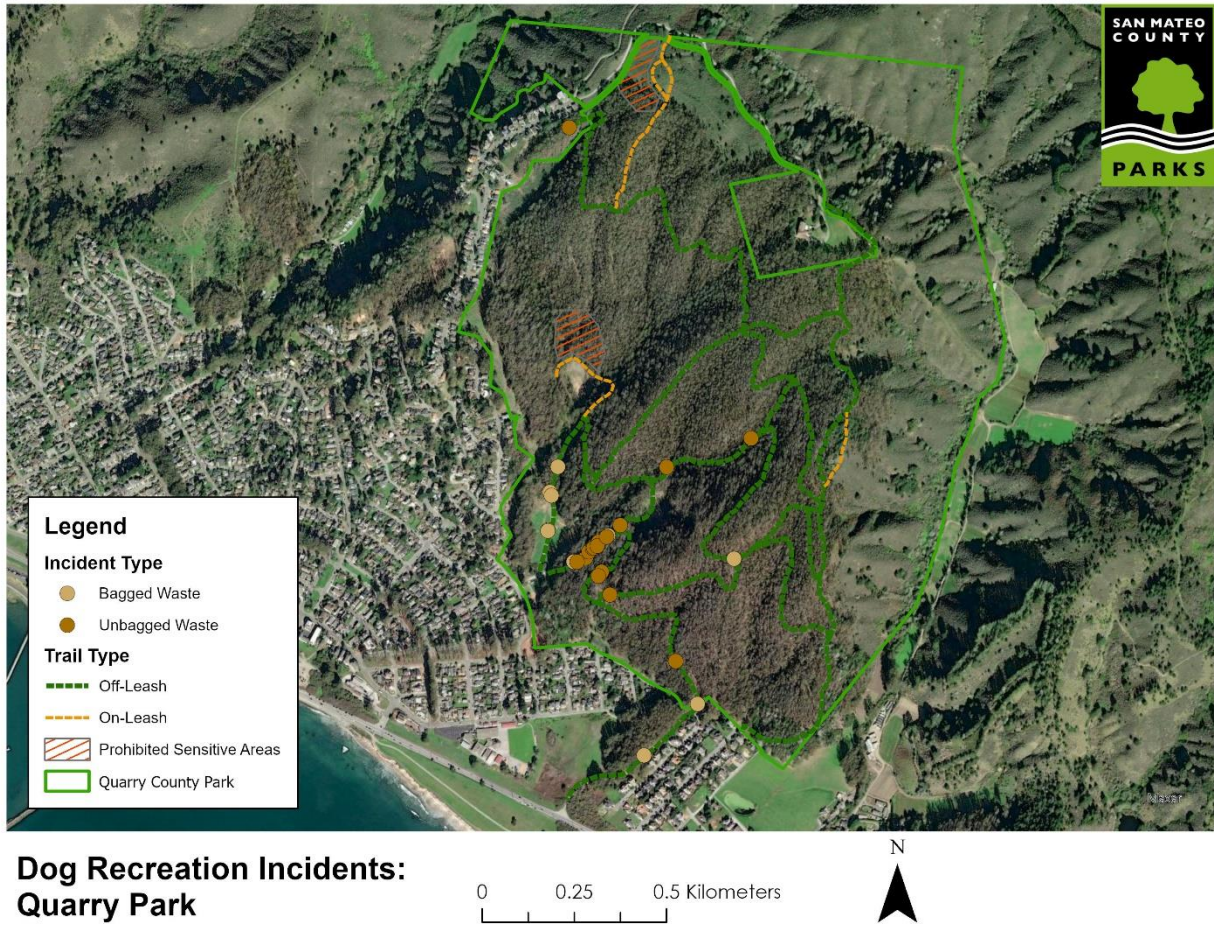 SAN MATEO
COUNTY
PARKS
Legend
Incident Type
Bagged Waste
Unbagged Waste
Trail Type
Off-Leash
On-Leash
Prohibited Sensitive Areas
Quarry County Park
Maxar
Dog Recreation Incidents:
Quarry Park
0 0.25 0.5 Kilometers
N